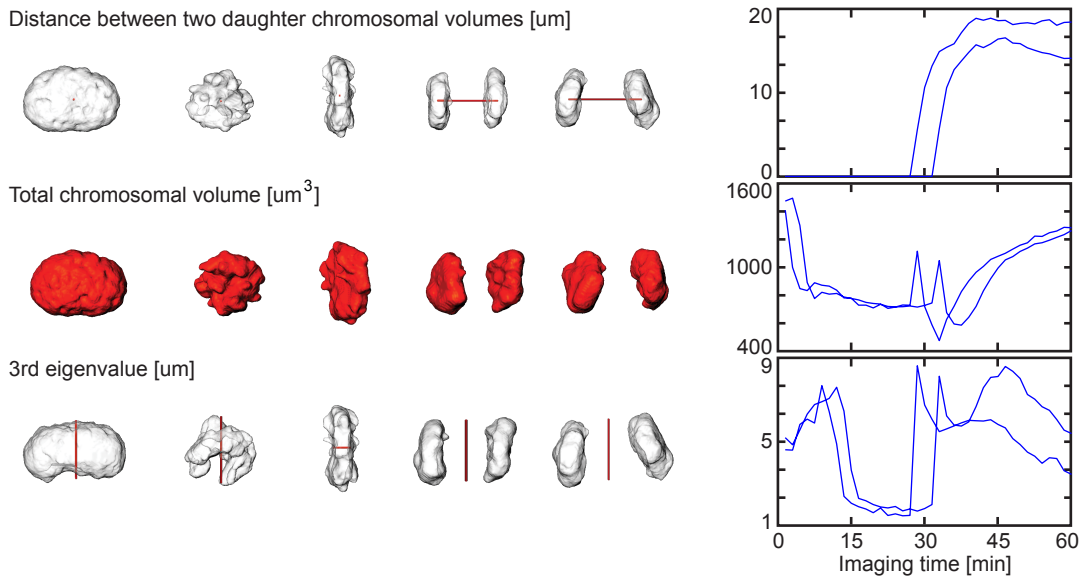 Distance between two daughter chromosomal volumes [um]
20
10
0
Total chromosomal volume [um³]
1600
1000
400
3rd eigenvalue [um]
9
5
1
0 15 30 45 60
Imaging time [min]